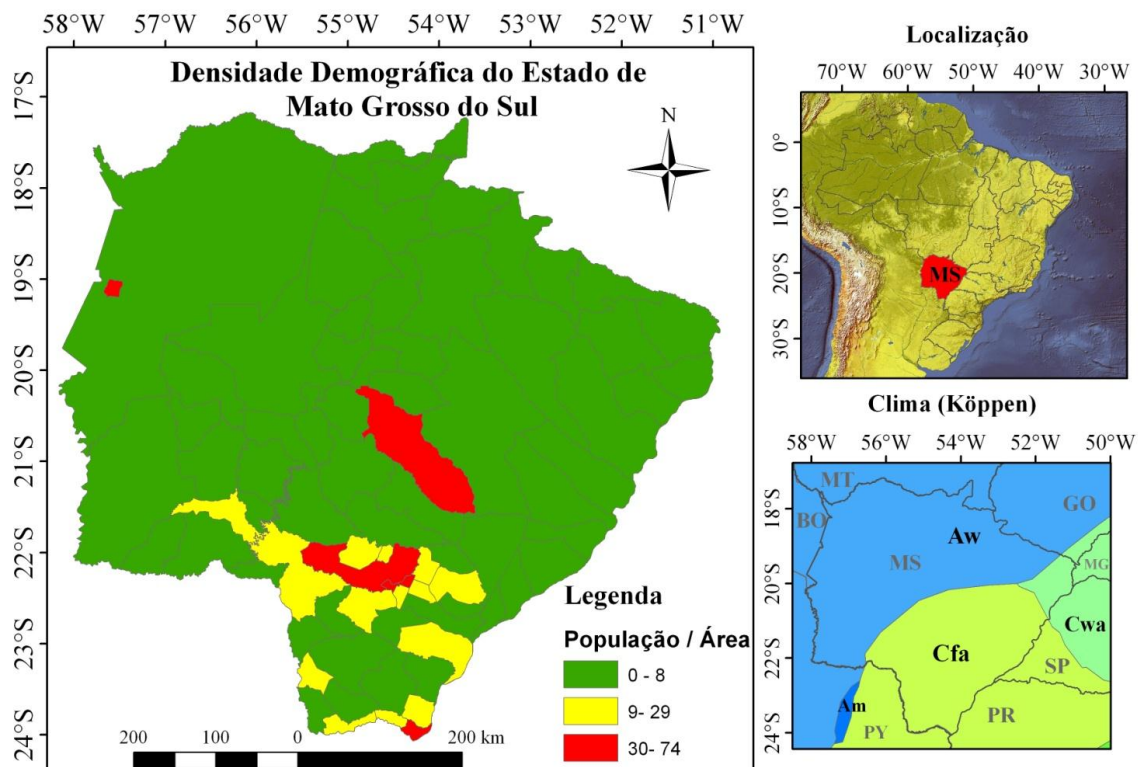 58°W 57°W 56°W 55°W 54°W 53°W 52°W 51°W
Densidade Demográfica do Estado de
Mato Grosso do Sul
N
17°S
18°S
19°S
20°S
21°S
22°S
23°S
24°S
Legenda
População / Área
0 - 8
9- 29
30- 74
200 100 0 200 km
Localização
70°W 60°W 50°W 40°W 30°W
0°
10°S
20°S
30°S
MS
Clima (Köppen)
58°W 56°W 54°W 52°W 50°W
18°S
20°S
22°S
24°S
MT
BO
GO
Aw
MS
MG
Cwa
Cfa
SP
Am
PY
PR